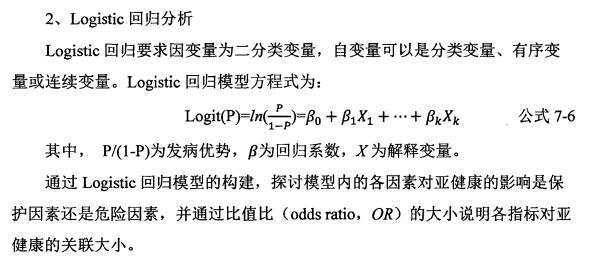 2、Logistic 回归分析
Logistic 回归要求因变量为二分类变量，自变量可以是分类变量、有序变
量或连续变量。Logistic 回归模型方程式为：
Logit(P)=ln(P/1-P)=β₀ + β₁X₁ + ⋯ + βₖXₖ 公式 7-6
其中， P/(1-P)为发病优势，β为回归系数，X 为解释变量。
通过 Logistic 回归模型的构建，探讨模型内的各因素对亚健康的影响是保
护因素还是危险因素，并通过比值比（odds ratio，OR）的大小说明各指标对亚
健康的关联大小。